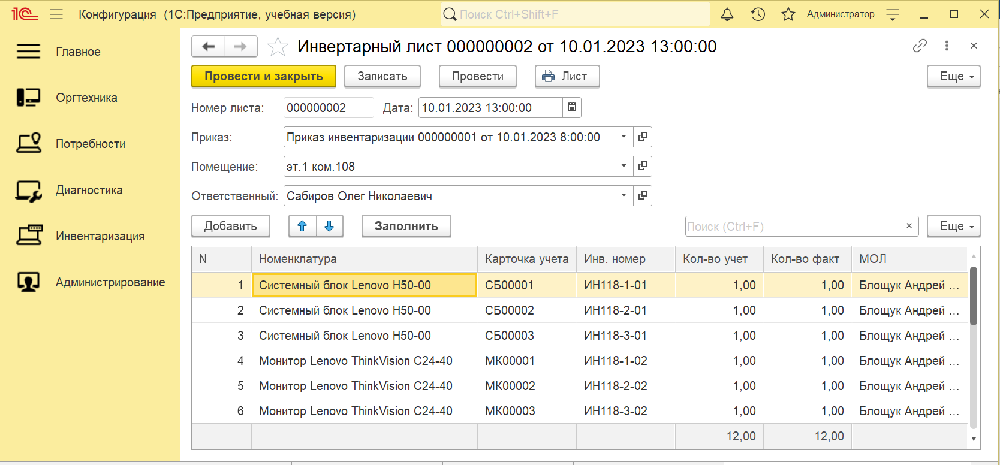 1С Конфигурация (1С:Предприятие, учебная версия) Поиск Ctrl+Shift+F Администратор
Главное
Оргтехника
Потребности
Диагностика
Инвентаризация
Администрирование
Инвертарный лист 000000002 от 10.01.2023 13:00:00
Провести и закрыть Записать Провести Лист Еще
Номер листа: 000000002 Дата: 10.01.2023 13:00:00
Приказ: Приказ инвентаризации 000000001 от 10.01.2023 8:00:00
Помещение: эт.1 ком.108
Ответственный: Сабиров Олег Николаевич
Добавить Заполнить Поиск (Ctrl+F) × Еще
N Номенклатура Карточка учета Инв. номер Кол-во учет Кол-во факт МОЛ
1 Системный блок Lenovo H50-00 СБ00001 ИН118-1-01 1,00 1,00 Блощук Андрей ...
2 Системный блок Lenovo H50-00 СБ00002 ИН118-2-01 1,00 1,00 Блощук Андрей ...
3 Системный блок Lenovo H50-00 СБ00003 ИН118-3-01 1,00 1,00 Блощук Андрей ...
4 Монитор Lenovo ThinkVision C24-40 МК00001 ИН118-1-02 1,00 1,00 Блощук Андрей ...
5 Монитор Lenovo ThinkVision C24-40 МК00002 ИН118-2-02 1,00 1,00 Блощук Андрей ...
6 Монитор Lenovo ThinkVision C24-40 МК00003 ИН118-3-02 1,00 1,00 Блощук Андрей ...
12,00 12,00